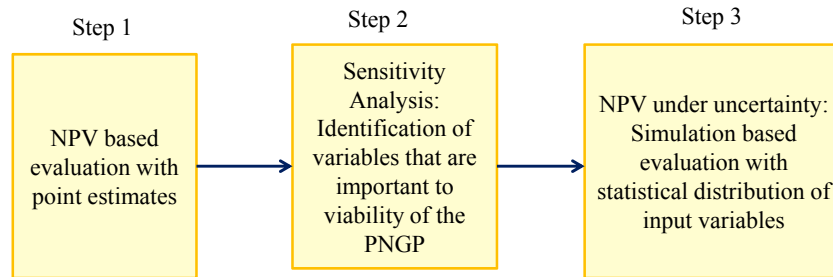 Step 1
NPV based
evaluation with
point estimates
Step 2
Sensitivity
Analysis:
Identification of
variables that are
important to
viability of the
PNGP
Step 3
NPV under uncertainty:
Simulation based
evaluation with
statistical distribution of
input variables